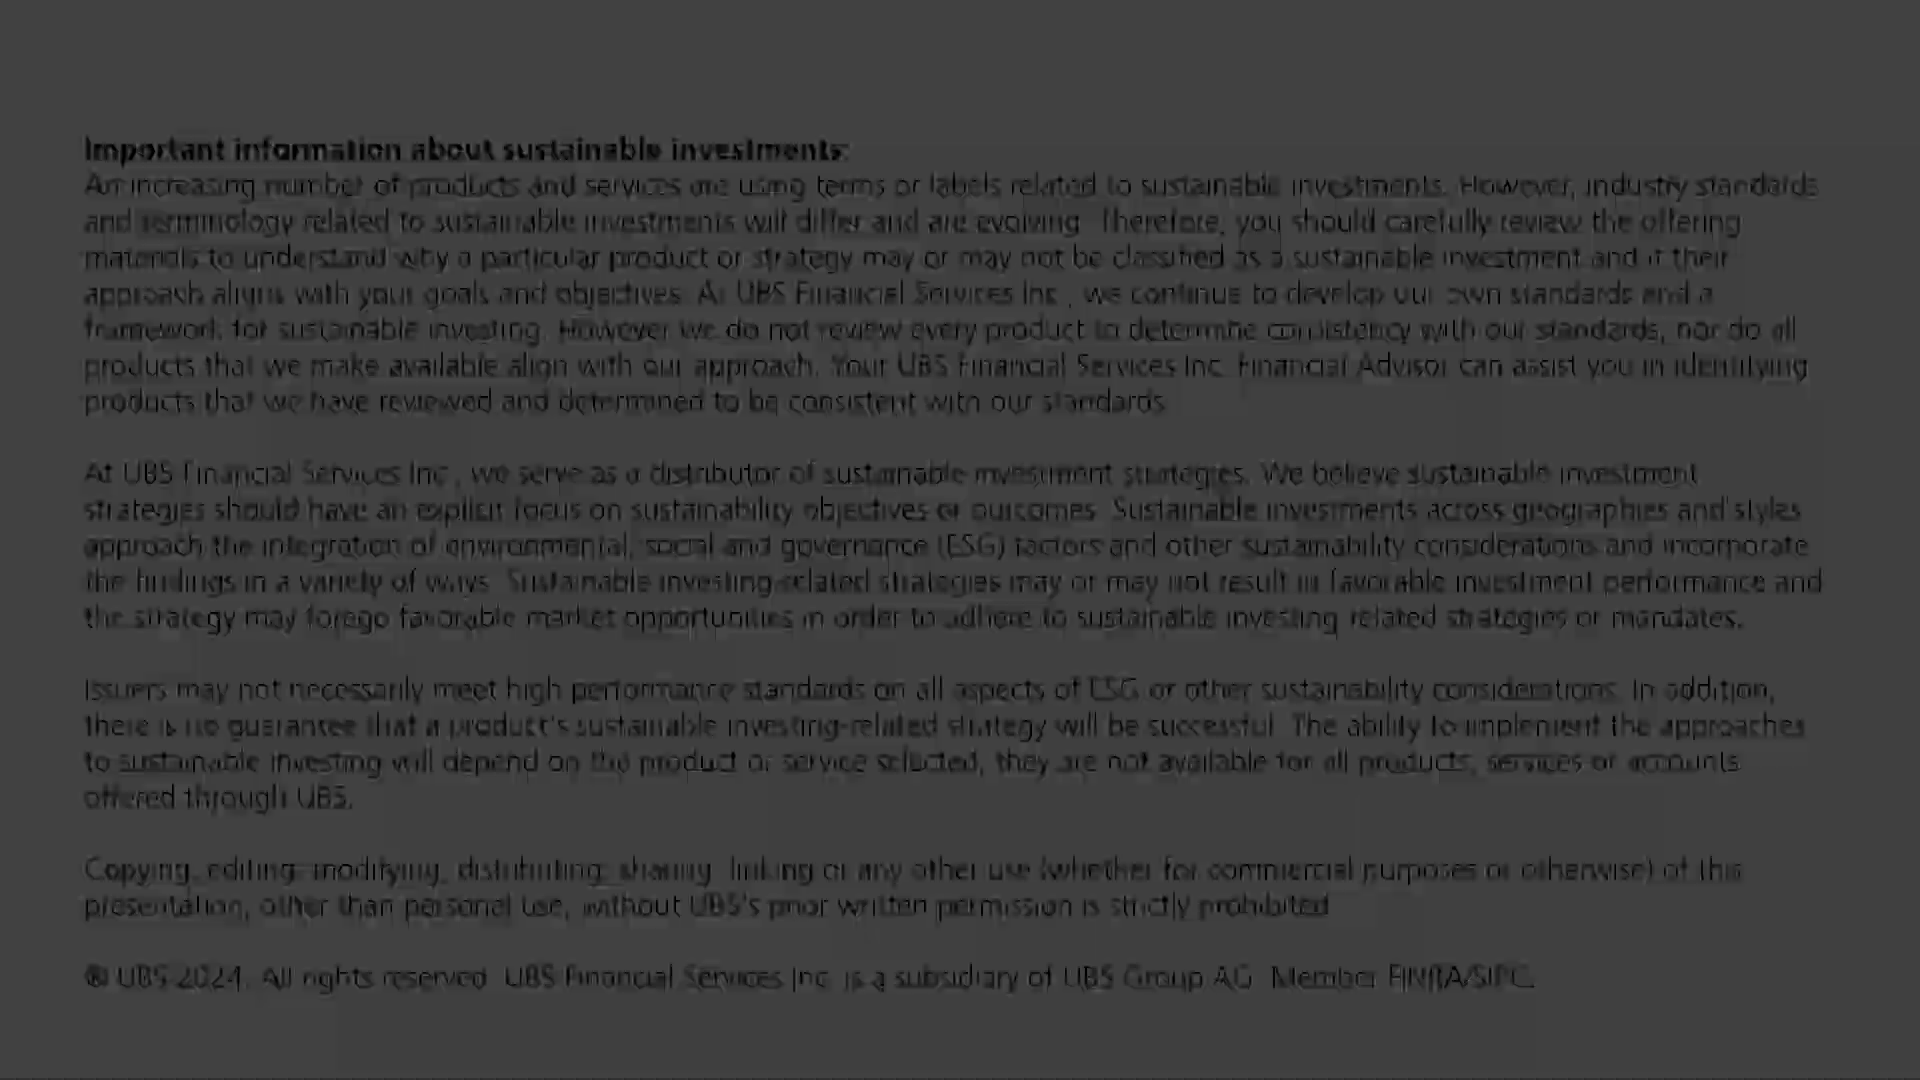 Important information about sustainable investments:
An increasing number of products and services are using terms or labels related to sustainable investments. However, industry standards
and terminology related to sustainable investments will differ and are evolving. Therefore, you should carefully review the offering
materials to understand why a particular product or strategy may or may not be classified as a sustainable investment and if their
approach aligns with your goals and objectives. At UBS Financial Services Inc., we continue to develop our own standards and a
framework for sustainable investing. However we do not review every product to determine consistency with our standards, nor do all
products that we make available align with our approach. Your UBS Financial Services Inc. Financial Advisor can assist you in identifying
products that we have reviewed and determined to be consistent with our standards.
At UBS Financial Services Inc., we serve as a distributor of sustainable investment strategies. We believe sustainable investment
strategies should have an explicit focus on sustainability objectives or outcomes. Sustainable investments across geographies and styles
approach the integration of environmental, social and governance (ESG) factors and other sustainability considerations and incorporate
the findings in a variety of ways. Sustainable investing-related strategies may or may not result in favorable investment performance and
the strategy may forego favorable market opportunities in order to adhere to sustainable investing related strategies or mandates.
Issuers may not necessarily meet high performance standards on all aspects of ESG or other sustainability considerations. In addition,
there is no guarantee that a product's sustainable investing-related strategy will be successful. The ability to implement the approaches
to sustainable investing will depend on the product or service selected, they are not available for all products, services or accounts
offered through UBS.
Copying, editing, modifying, distributing, sharing, linking or any other use (whether for commercial purposes or otherwise) of this
presentation, other than personal use, without UBS's prior written permission is strictly prohibited.
© UBS 2024. All rights reserved. UBS Financial Services Inc. is a subsidiary of UBS Group AG. Member FINRA/SIPC.